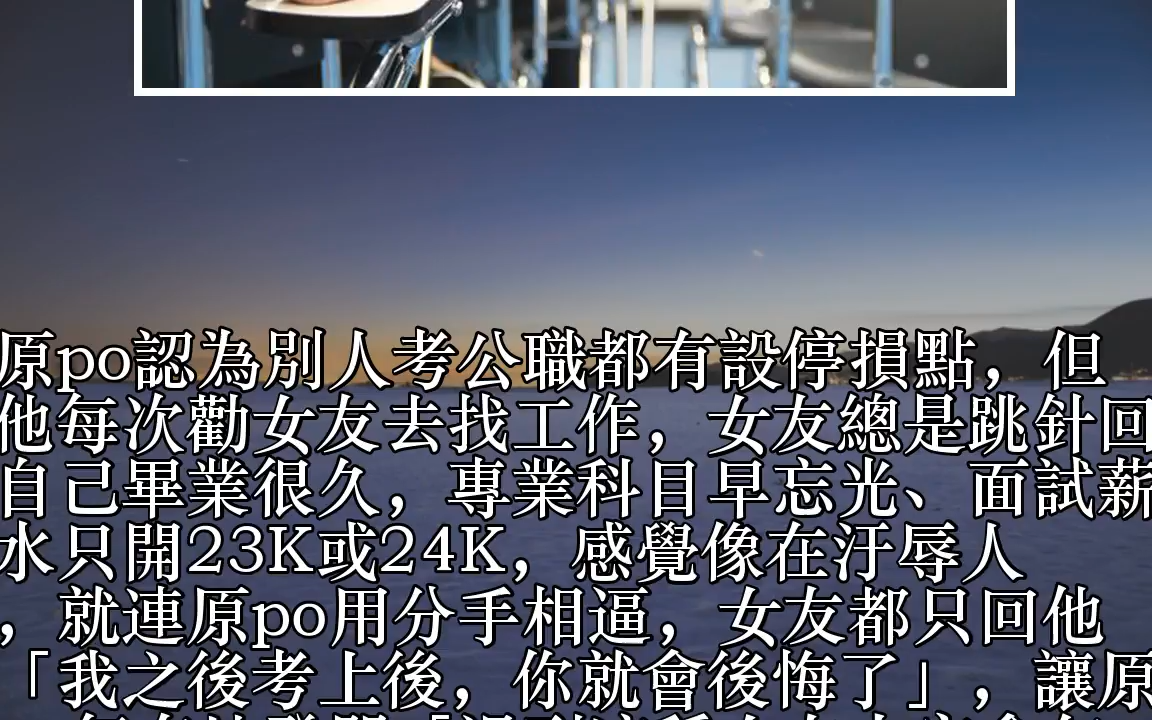 原po認為別人考公職都有設停損點，但
他每次勸女友去找工作，女友總是跳針回
自己畢業很久，專業科目早忘光、面試薪
水只開23K或24K，感覺像在汙辱人
，就連原po用分手相逼，女友都只回他
「我之後考上後，你就會後悔了」，讓原